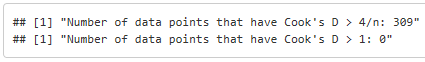 ## [1] "Number of data points that have Cook's D > 4/n: 309"
## [1] "Number of data points that have Cook's D > 1: 0"